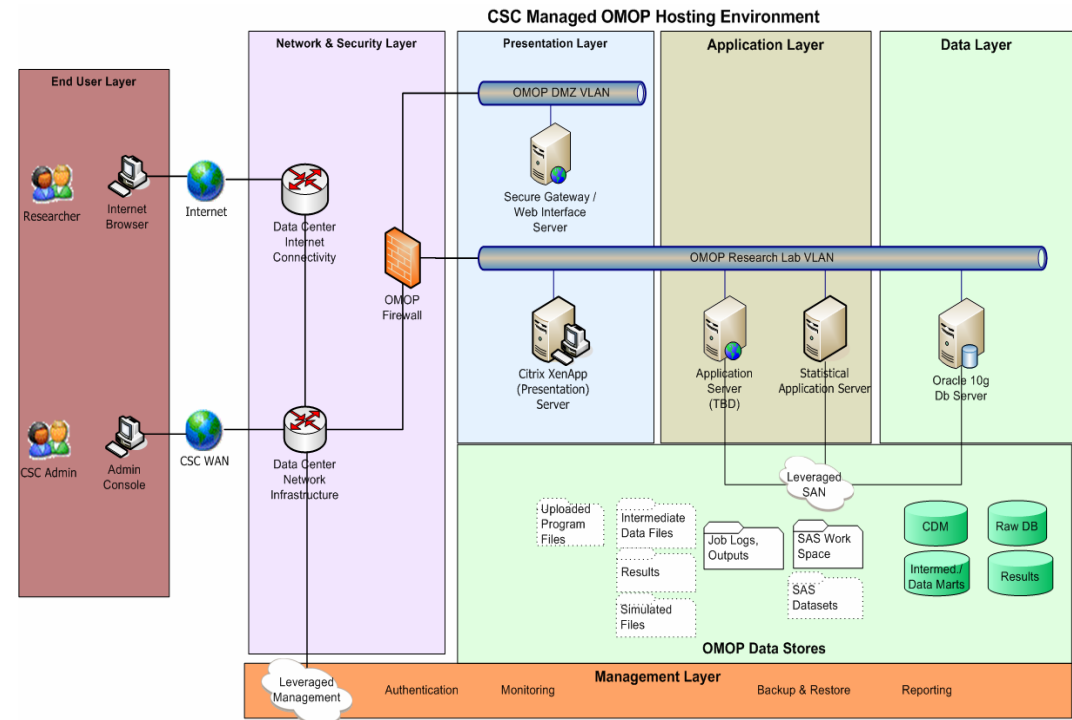 CSC Managed OMOP Hosting Environment
End User Layer
Researcher
Internet
Browser
CSC Admin
Admin
Console
Internet
CSC WAN
Network & Security Layer
Data Center
Internet
Connectivity
OMOP
Firewall
Data Center
Network
Infrastructure
Presentation Layer
OMOP DMZ VLAN
Secure Gateway /
Web Interface
Server
OMOP Research Lab VLAN
Citrix XenApp
(Presentation)
Server
Application Layer
Application
Server
(TBD)
Statistical
Application Server
Data Layer
Oracle 10g
Db Server
Leveraged
SAN
Uploaded
Program
Files
Intermediate
Data Files
Results
Simulated
Files
Job Logs,
Outputs
SAS Work
Space
SAS
Datasets
CDM
Raw DB
Intermed./
Data Marts
Results
OMOP Data Stores
Management Layer
Leveraged
Management
Authentication
Monitoring
Backup & Restore
Reporting